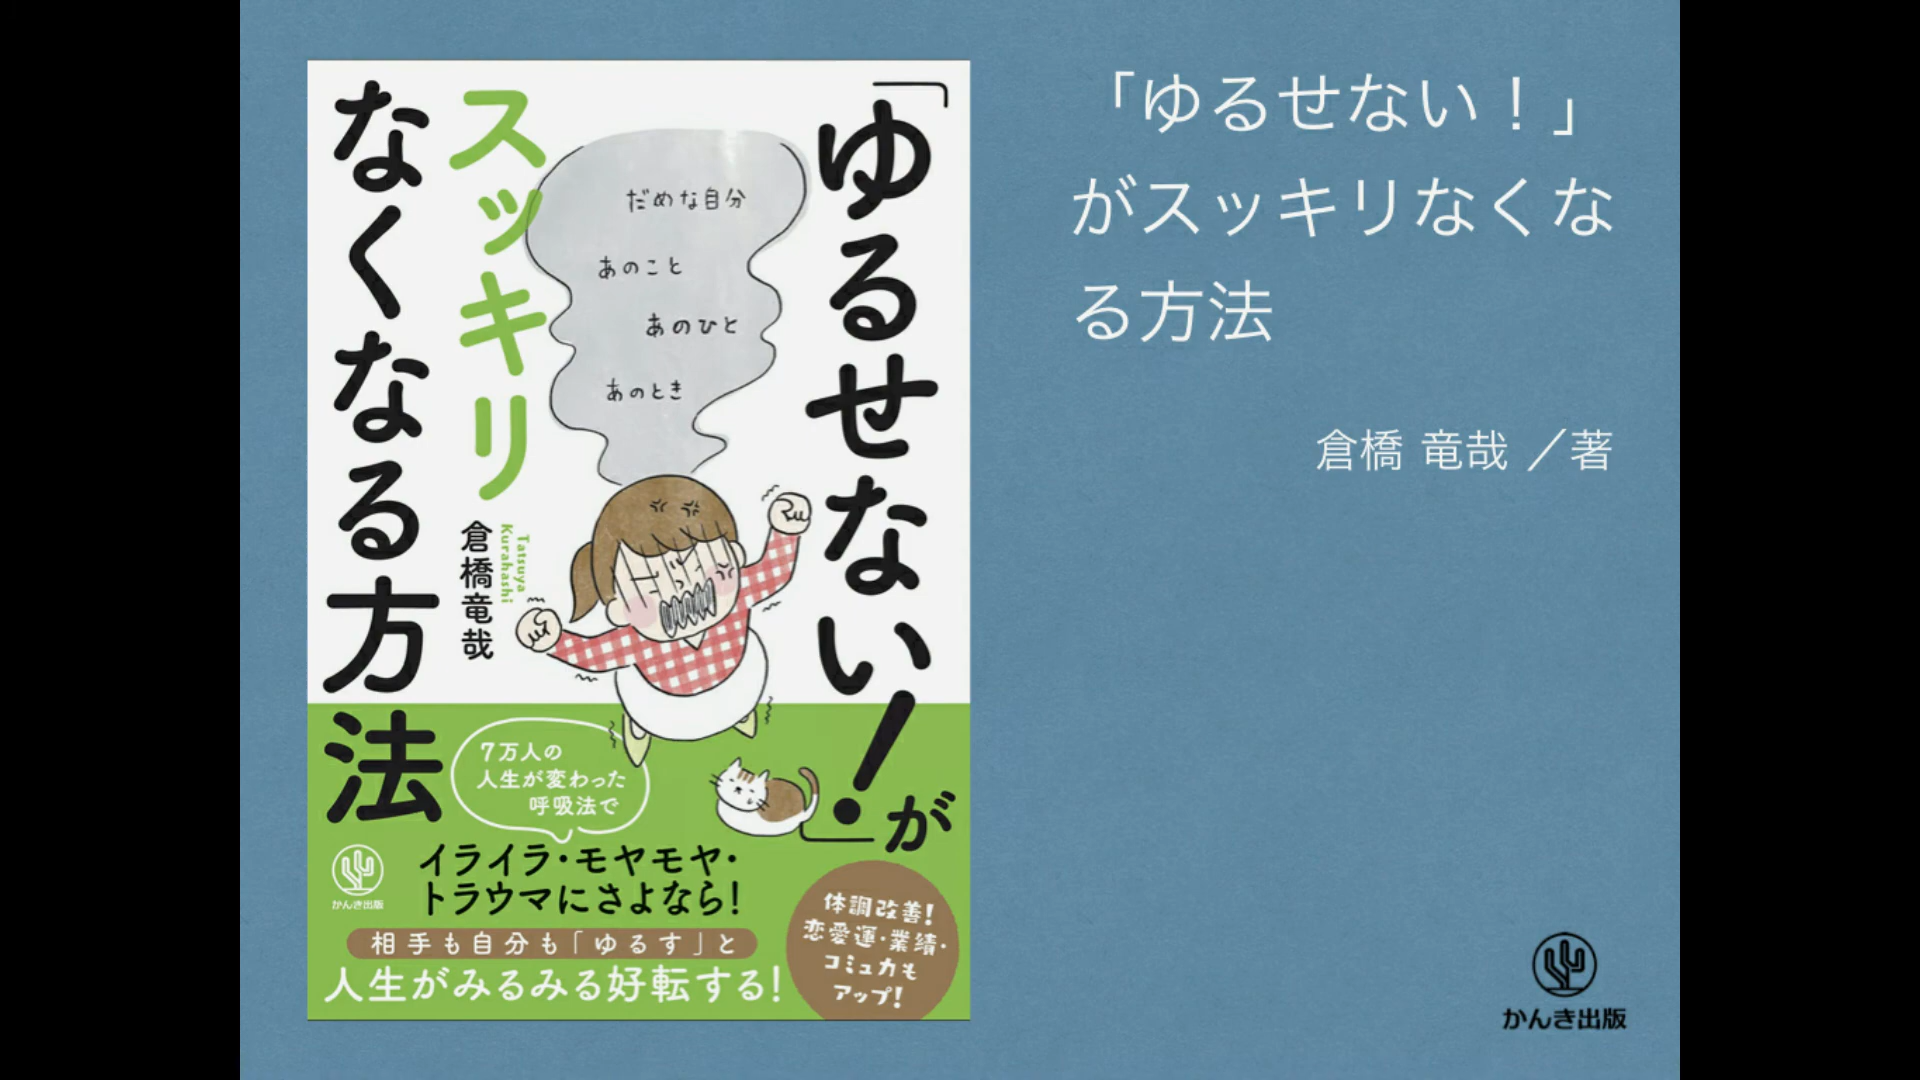 「ゆるせない！」が
スッキリ
なくなる方法
だめな自分
あのこと
あのひと
あのとき
Tatsuya
Kurahashi
倉橋竜哉
7万人の
人生が変わった
呼吸法で
イライラ・モヤモヤ・
トラウマにさよなら！
相手も自分も「ゆるす」と
人生がみるみる好転する！
体調改善！
恋愛運・業績・
コミュ力も
アップ！
かんき出版
「ゆるせない！」
がスッキリなくな
る方法
倉橋 竜哉 ／著
かんき出版